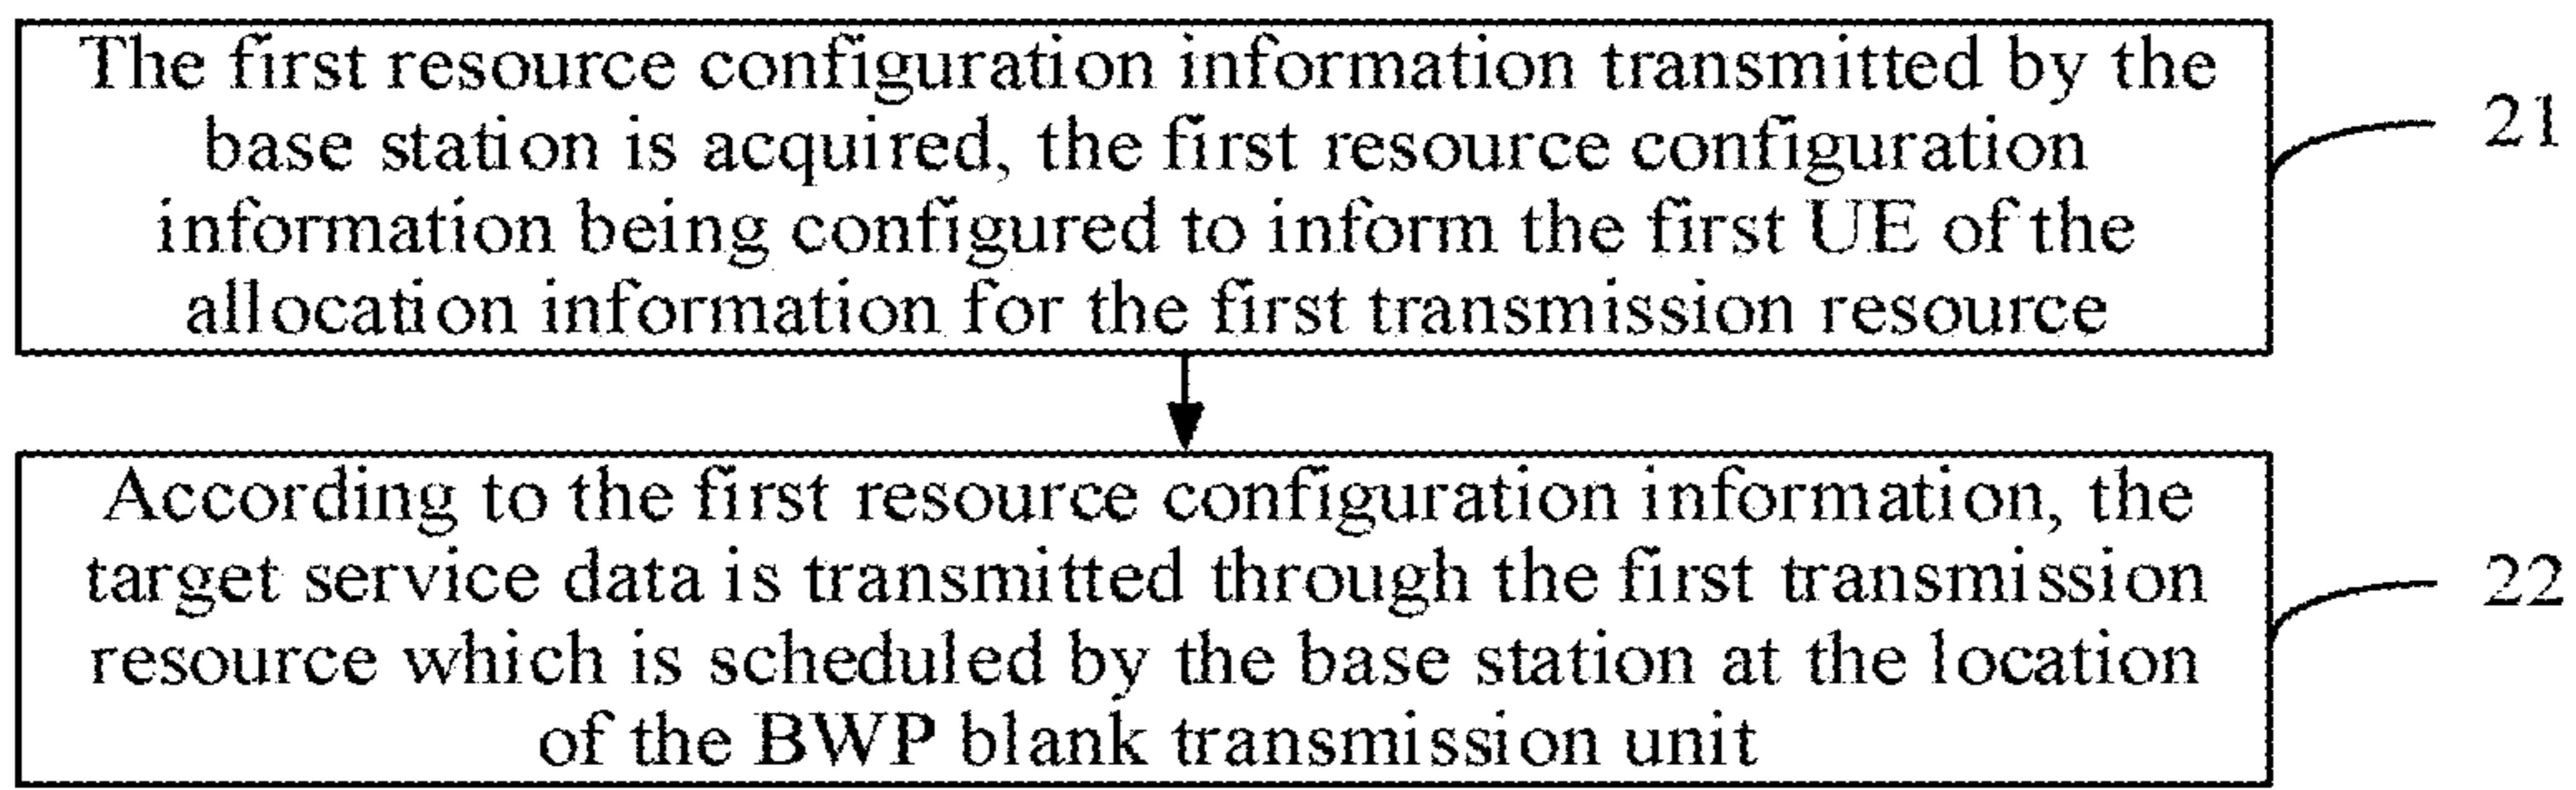 The first resource configuration information transmitted by the
base station is acquired, the first resource configuration
information being configured to inform the first UE of the
allocation information for the first transmission resource
21
According to the first resource configuration information, the
target service data is transmitted through the first transmission
resource which is scheduled by the base station at the location
of the BWP blank transmission unit
22